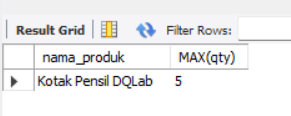 Result Grid Filter Rows:
nama_produk MAX(qty)
Kotak Pensil DQLab 5